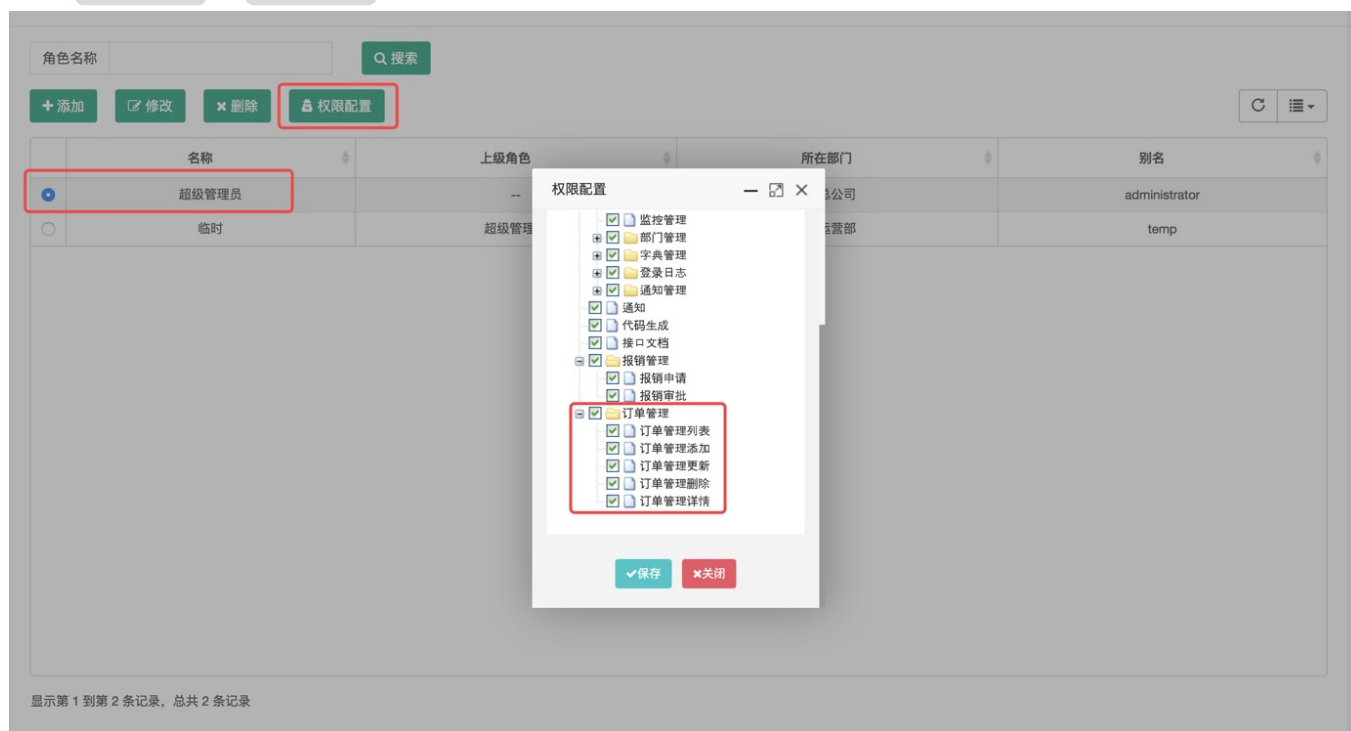 角色名称
搜索
添加
修改
删除
权限配置
名称
上级角色
所在部门
别名
超级管理员
--
总公司
administrator
临时
超级管理
运营部
temp
权限配置
监控管理
部门管理
字典管理
登录日志
通知管理
通知
代码生成
接口文档
报销管理
报销申请
报销审批
订单管理
订单管理列表
订单管理添加
订单管理更新
订单管理删除
订单管理详情
保存
关闭
显示第 1 到第 2 条记录，总共 2 条记录